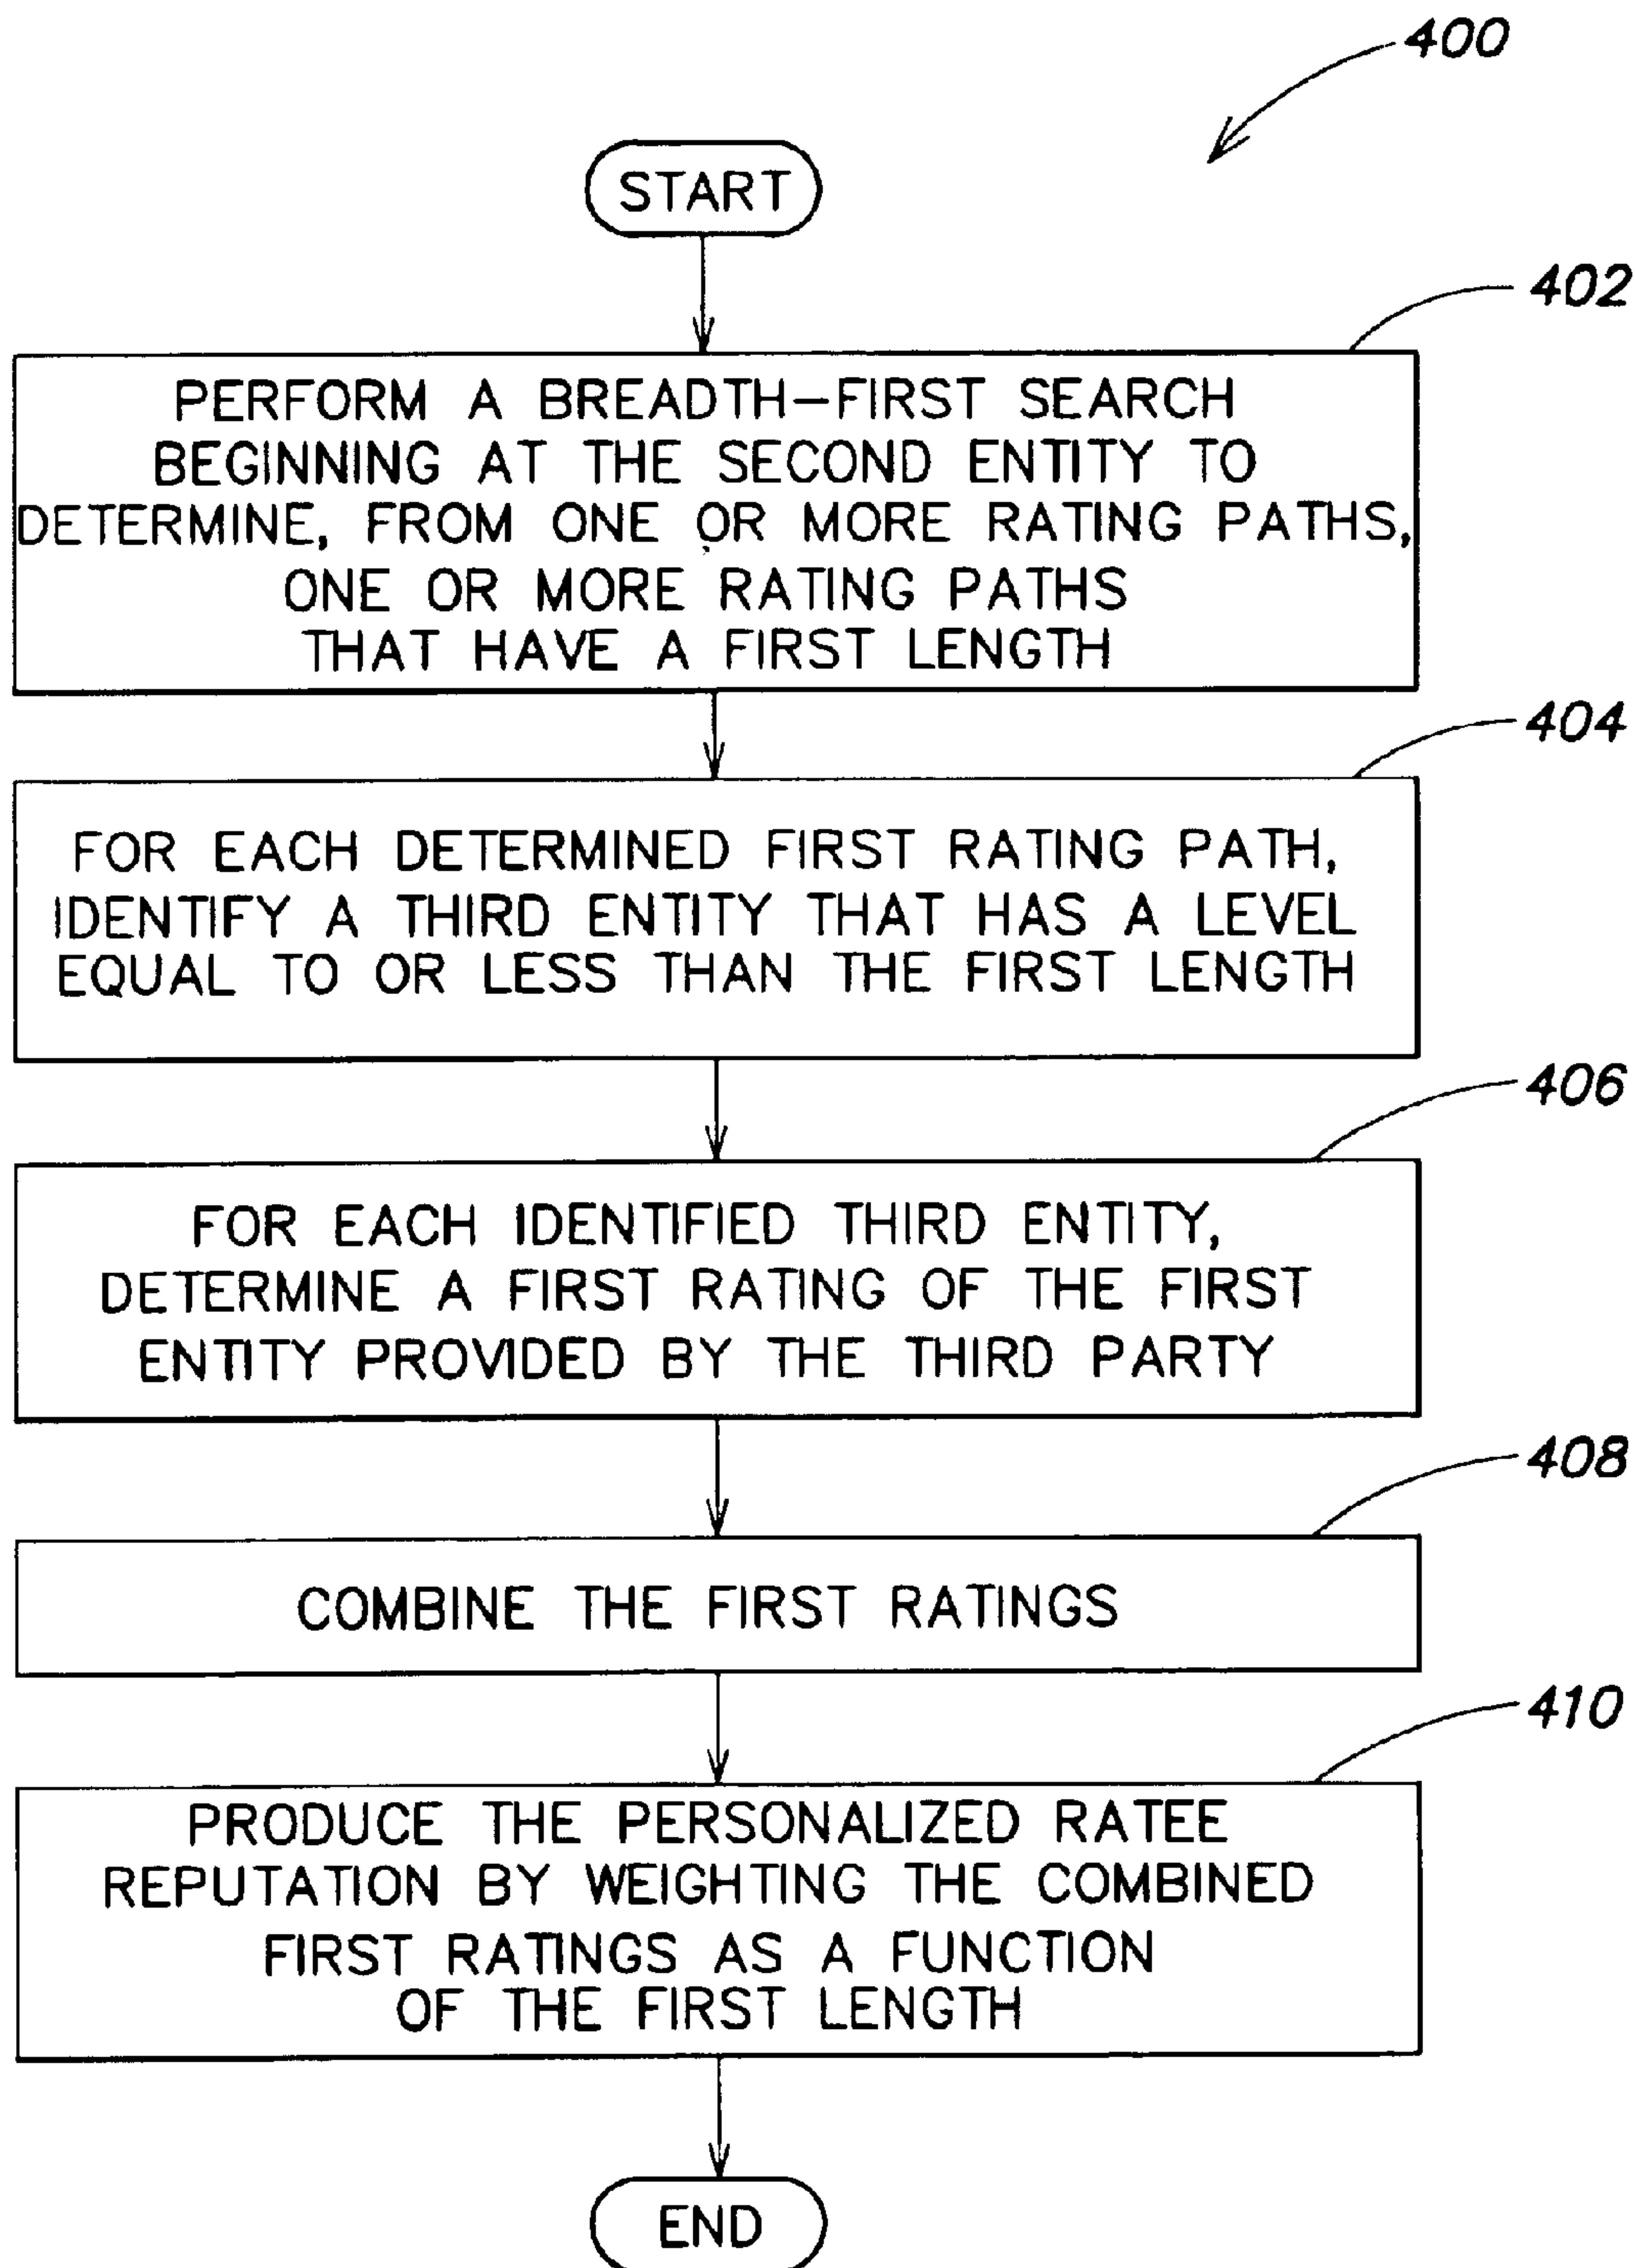 400
START
402
PERFORM A BREADTH-FIRST SEARCH
BEGINNING AT THE SECOND ENTITY TO
DETERMINE, FROM ONE OR MORE RATING PATHS,
ONE OR MORE RATING PATHS
THAT HAVE A FIRST LENGTH
404
FOR EACH DETERMINED FIRST RATING PATH,
IDENTIFY A THIRD ENTITY THAT HAS A LEVEL
EQUAL TO OR LESS THAN THE FIRST LENGTH
406
FOR EACH IDENTIFIED THIRD ENTITY,
DETERMINE A FIRST RATING OF THE FIRST
ENTITY PROVIDED BY THE THIRD PARTY
408
COMBINE THE FIRST RATINGS
410
PRODUCE THE PERSONALIZED RATEE
REPUTATION BY WEIGHTING THE COMBINED
FIRST RATINGS AS A FUNCTION
OF THE FIRST LENGTH
END